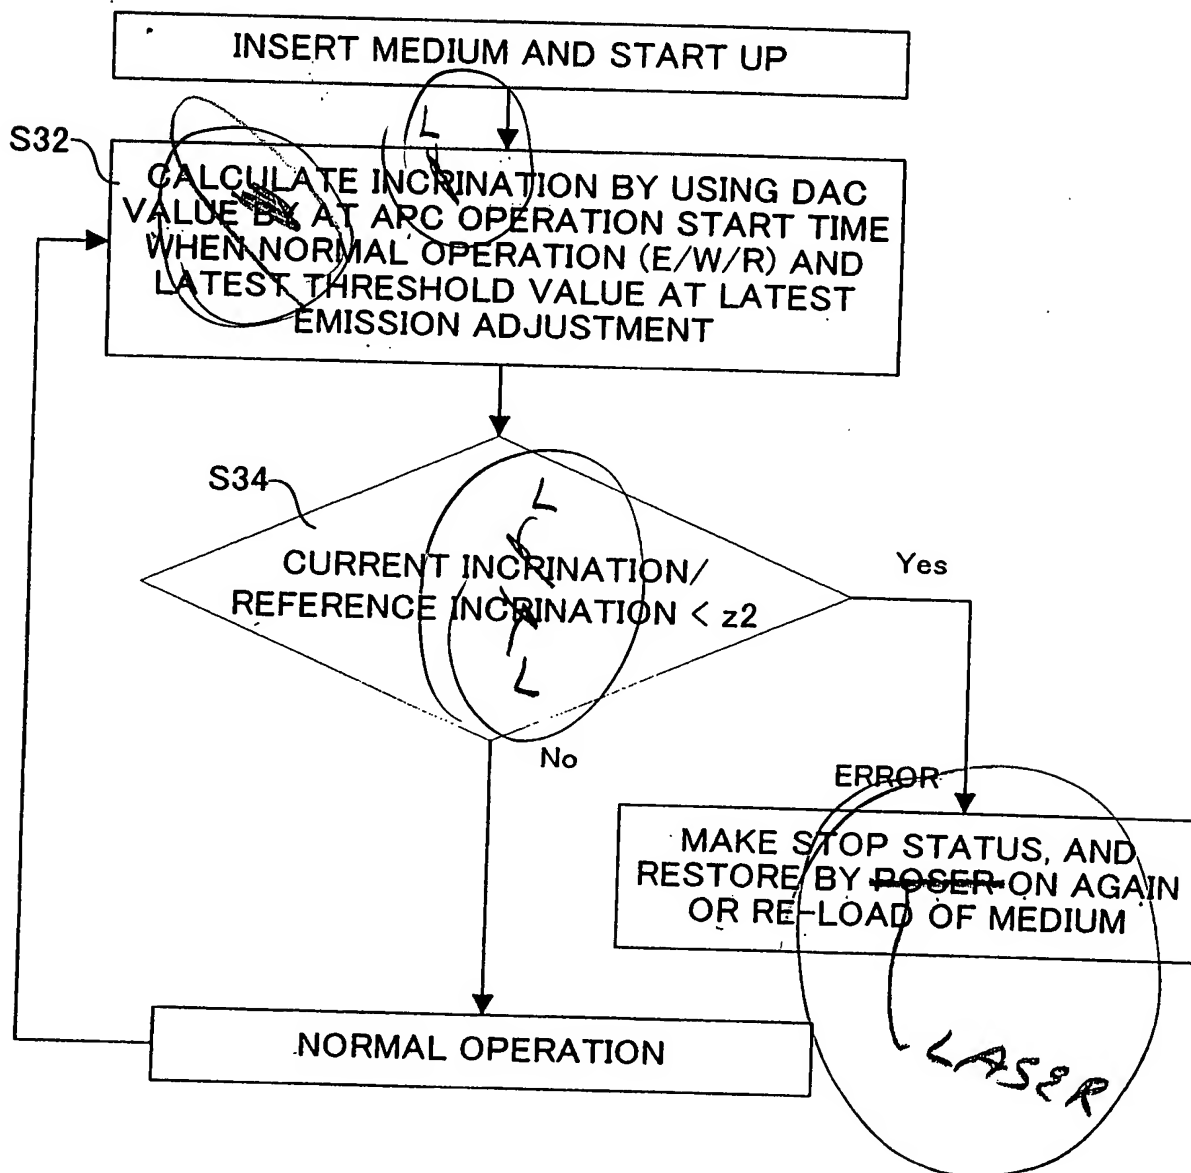 INSERT MEDIUM AND START UP
S32
L
CALCULATE INCRINATION BY USING DAC
VALUE BY AT APC OPERATION START TIME
WHEN NORMAL OPERATION (E/W/R) AND
LATEST THRESHOLD VALUE AT LATEST
EMISSION ADJUSTMENT
S34
L
CURRENT INCRINATION/
REFERENCE INCRINATION < z2
L
Yes
No
ERROR
MAKE STOP STATUS, AND
RESTORE BY POSER ON AGAIN
OR RE-LOAD OF MEDIUM
LASER
NORMAL OPERATION